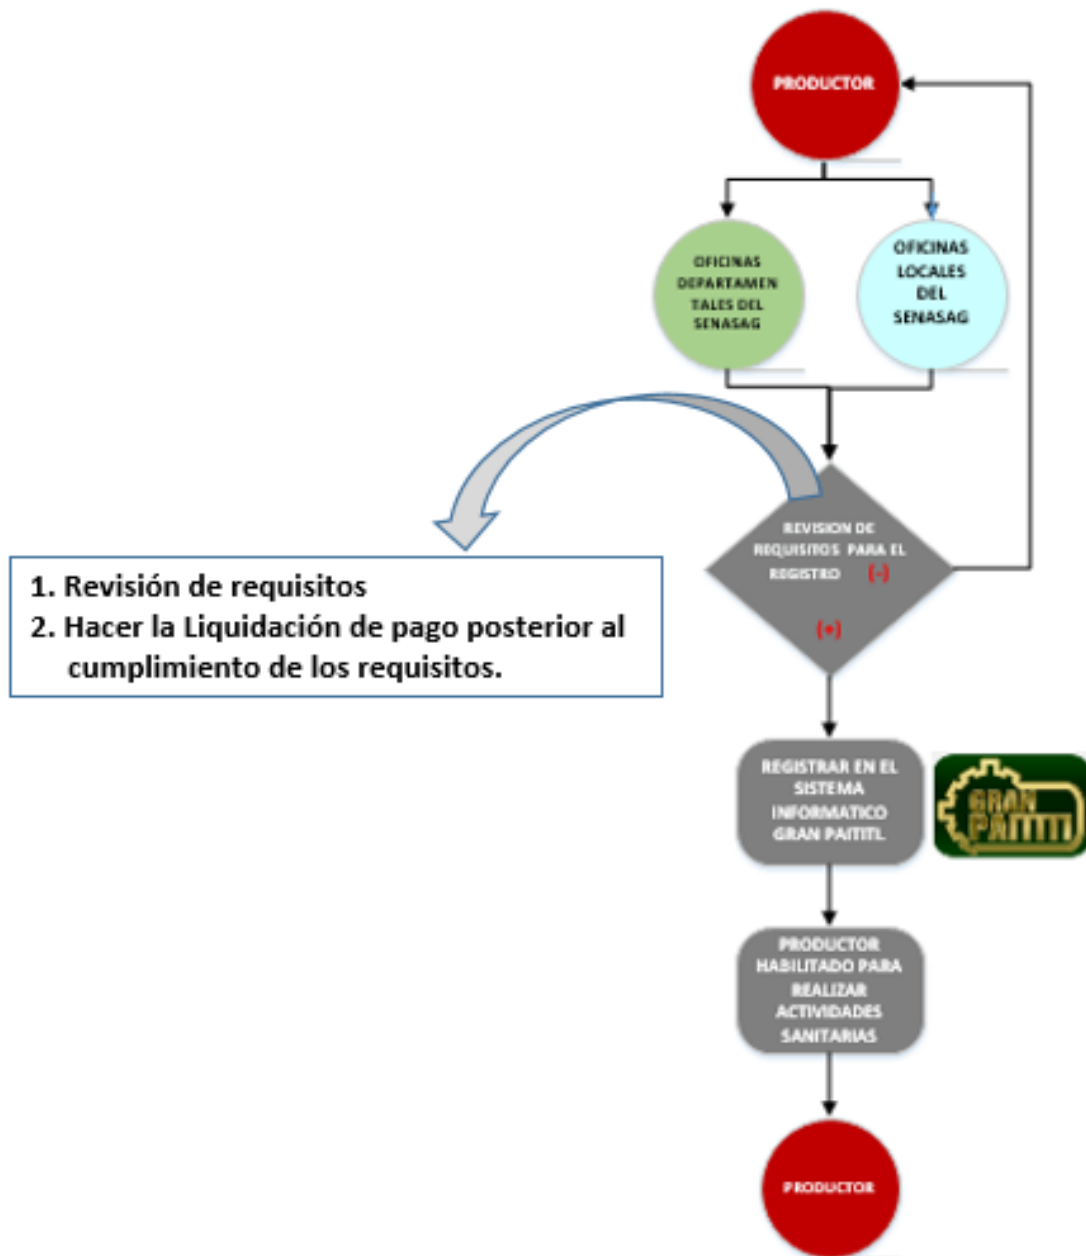 PRODUCTOR
OFICINAS
DEPARTAMEN
TALES DEL
SENASAG
OFICINAS
LOCALES
DEL
SENASAG
REVISION DE
REQUISITOS PARA EL
REGISTRO (-)
(+)
1. Revisión de requisitos
2. Hacer la Liquidación de pago posterior al
cumplimiento de los requisitos.
REGISTRAR EN EL
SISTEMA
INFORMATICO
GRAN PAITITI.
GRAN
PAITITI
PRODUCTOR
HABILITADO PARA
REALIZAR
ACTIVIDADES
SANITARIAS
PRODUCTOR